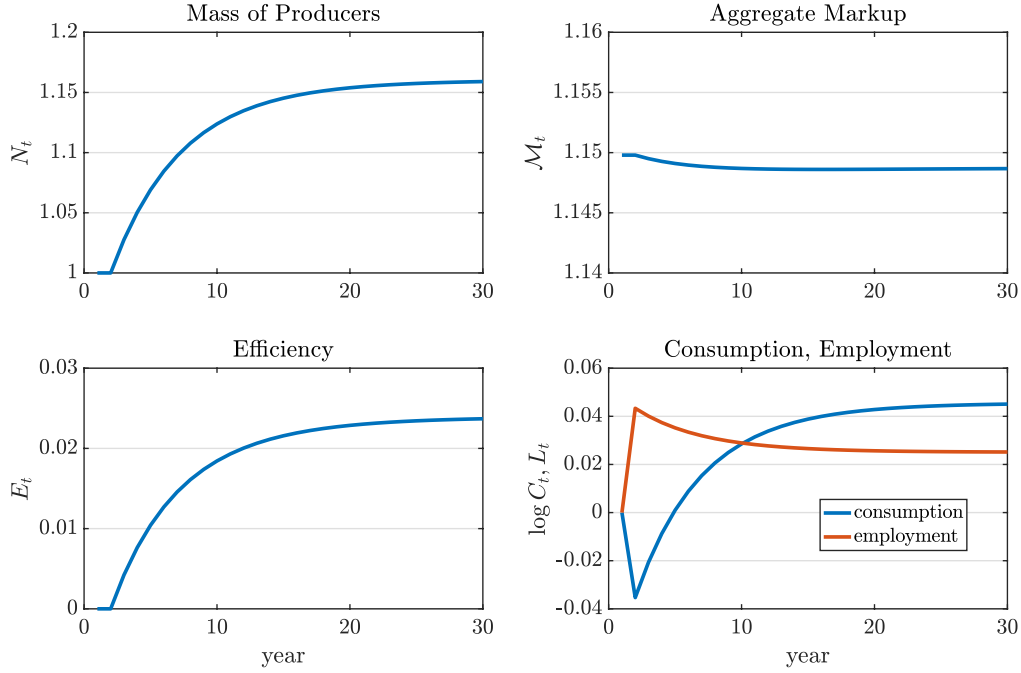 Mass of Producers
1.2
1.15
1.1
1.05
1
N_t
0 10 20 30
Aggregate Markup
1.16
1.155
1.15
1.145
1.14
ℳ_t
0 10 20 30
Efficiency
0.03
0.02
0.01
0
E_t
0 10 20 30
year
Consumption, Employment
0.06
0.04
0.02
0
-0.02
-0.04
log C_t, L_t
consumption
employment
0 10 20 30
year